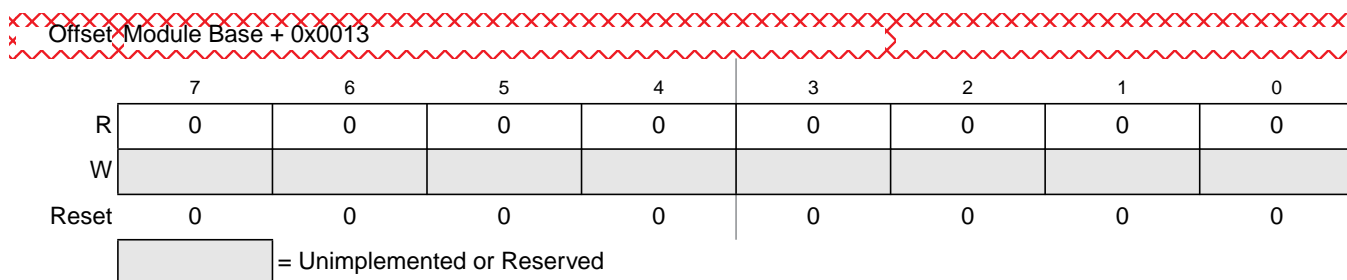 Offset Module Base + 0x0013
7 6 5 4 3 2 1 0
R 0 0 0 0 0 0 0 0
W
Reset 0 0 0 0 0 0 0 0
= Unimplemented or Reserved